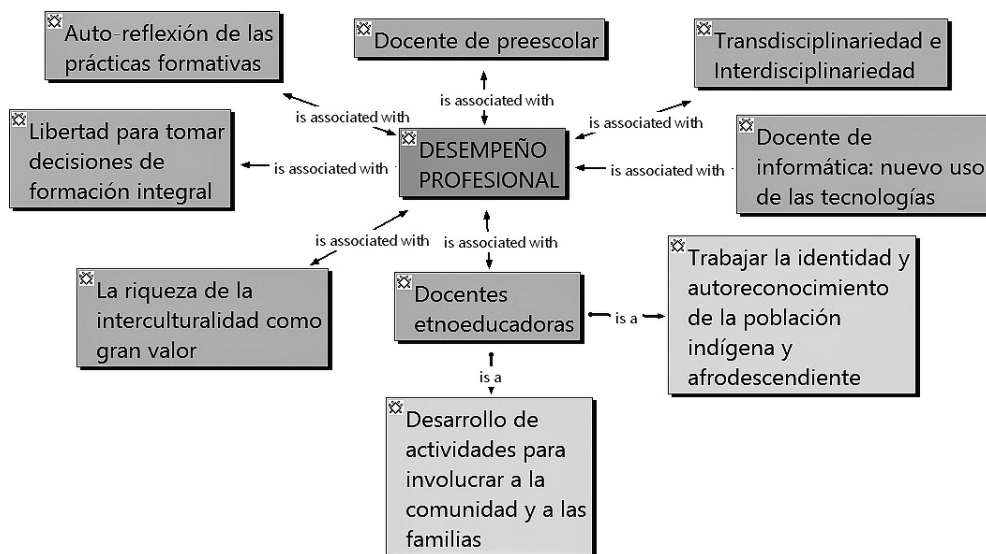 Auto-reflexión de las
prácticas formativas
Docente de preescolar
Transdisciplinariedad e
Interdisciplinariedad
is associated with
is associated with
is associated with
Libertad para tomar
decisiones de
formación integral
is associated with
DESEMPEÑO
PROFESIONAL
is associated with
Docente de
informática: nuevo uso
de las tecnologías
is associated with
is associated with
La riqueza de la
interculturalidad como
gran valor
Docentes
etnoeducadoras
is a
Trabajar la identidad y
autoreconocimiento
de la población
indígena y
afrodescendiente
is a
Desarrollo de
actividades para
involucrar a la
comunidad y a las
familias